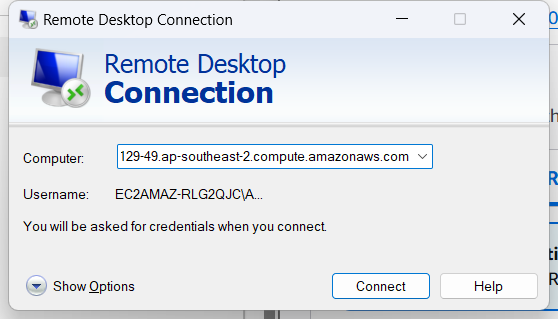 Remote Desktop Connection
Remote Desktop
Connection
Computer: 129-49.ap-southeast-2.compute.amazonaws.com
Username: EC2AMAZ-RLG2QJC\A...
You will be asked for credentials when you connect.
Show Options
Connect
Help